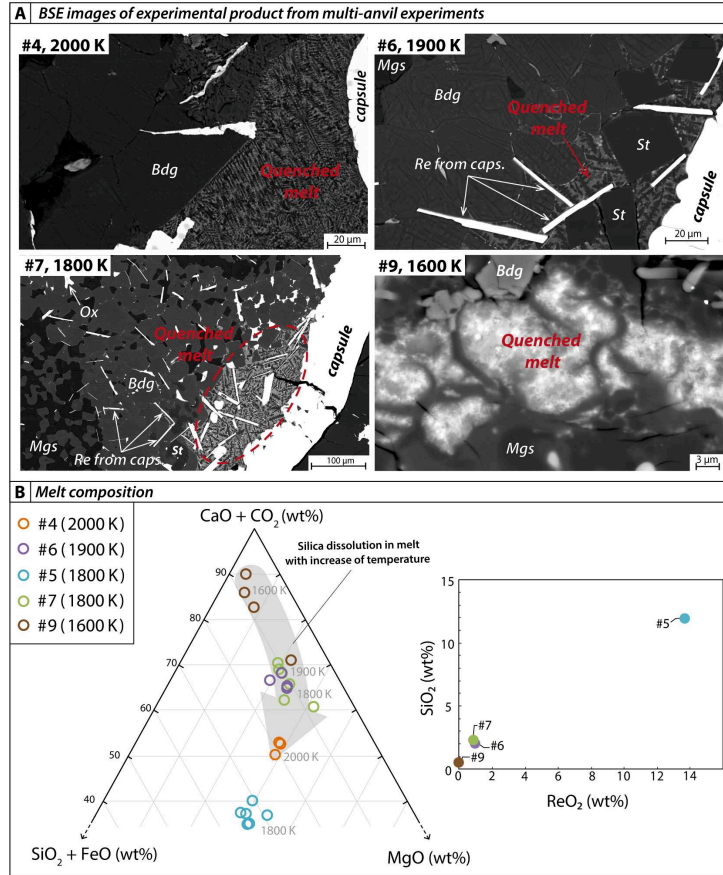 A BSE images of experimental product from multi-anvil experiments
#4, 2000 K
capsule
Bdg
Quenched
melt
20 µm
#6, 1900 K
Mgs
Bdg
Quenched
melt
St
Re from caps.
St
capsule
20 µm
#7, 1800 K
Ox
Quenched
melt
capsule
Bdg
Mgs
St
Re from caps.
100 µm
#9, 1600 K
Bdg
Quenched
melt
Mgs
3 µm
B Melt composition
#4 (2000 K)
#6 (1900 K)
#5 (1800 K)
#7 (1800 K)
#9 (1600 K)
CaO + CO₂ (wt%)
Silica dissolution in melt
with increase of temperature
90
1600 K
80
70
1900 K
1800 K
60
50
2000 K
40
1800 K
SiO₂ + FeO (wt%)
MgO (wt%)
15
10
5
0
SiO₂ (wt%)
#5
#7
#6
#9
0 2 4 6 8 10 12 14 16
ReO₂ (wt%)